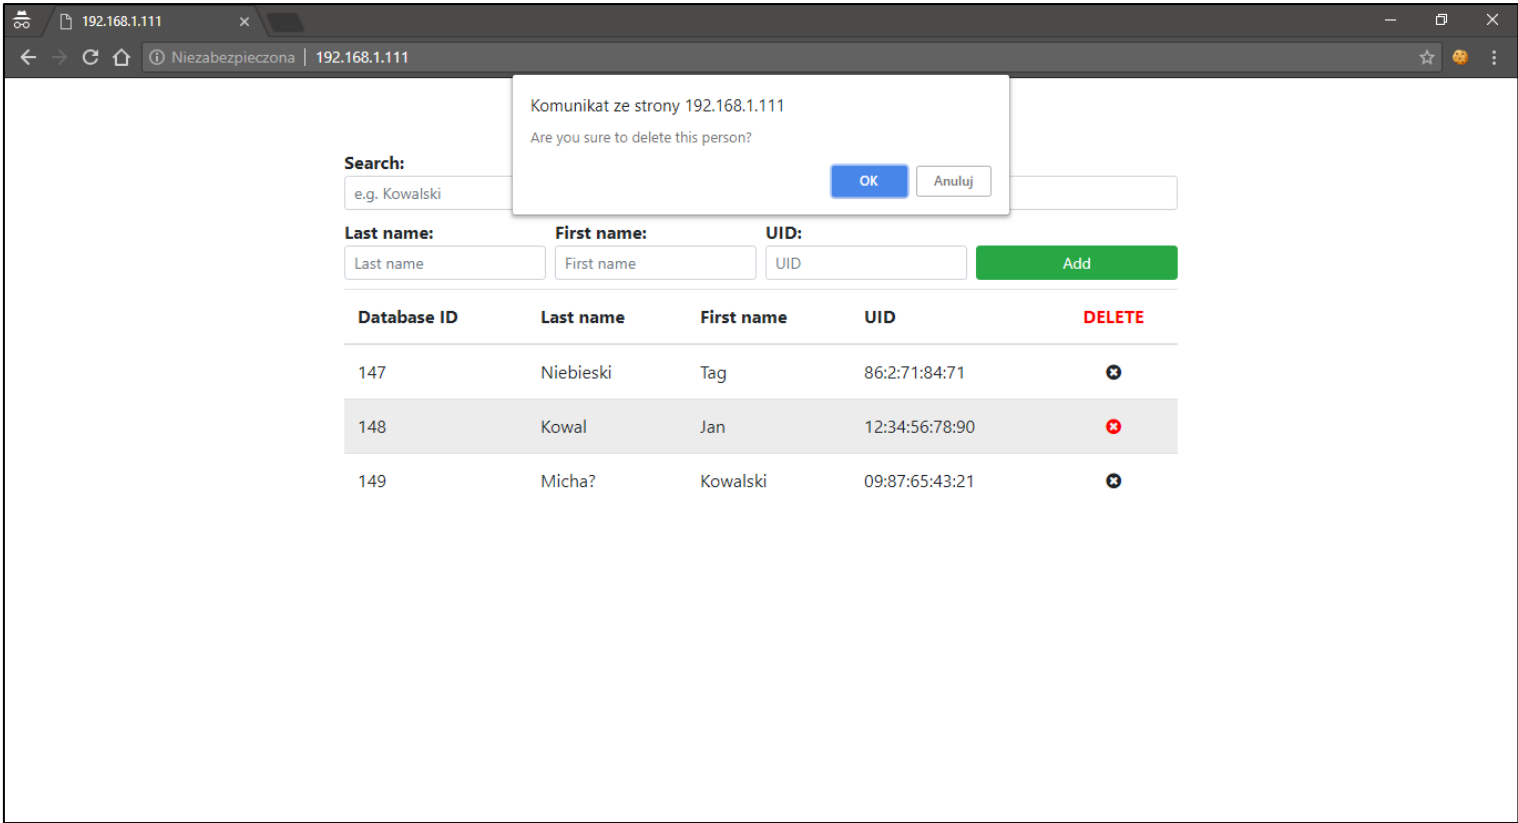 192.168.1.111
Niezabezpieczona | 192.168.1.111
Komunikat ze strony 192.168.1.111
Are you sure to delete this person?
OK Anuluj
Search:
e.g. Kowalski
Last name: First name: UID:
Last name First name UID Add
Database ID Last name First name UID DELETE
147 Niebieski Tag 86:2:71:84:71
148 Kowal Jan 12:34:56:78:90
149 Micha? Kowalski 09:87:65:43:21